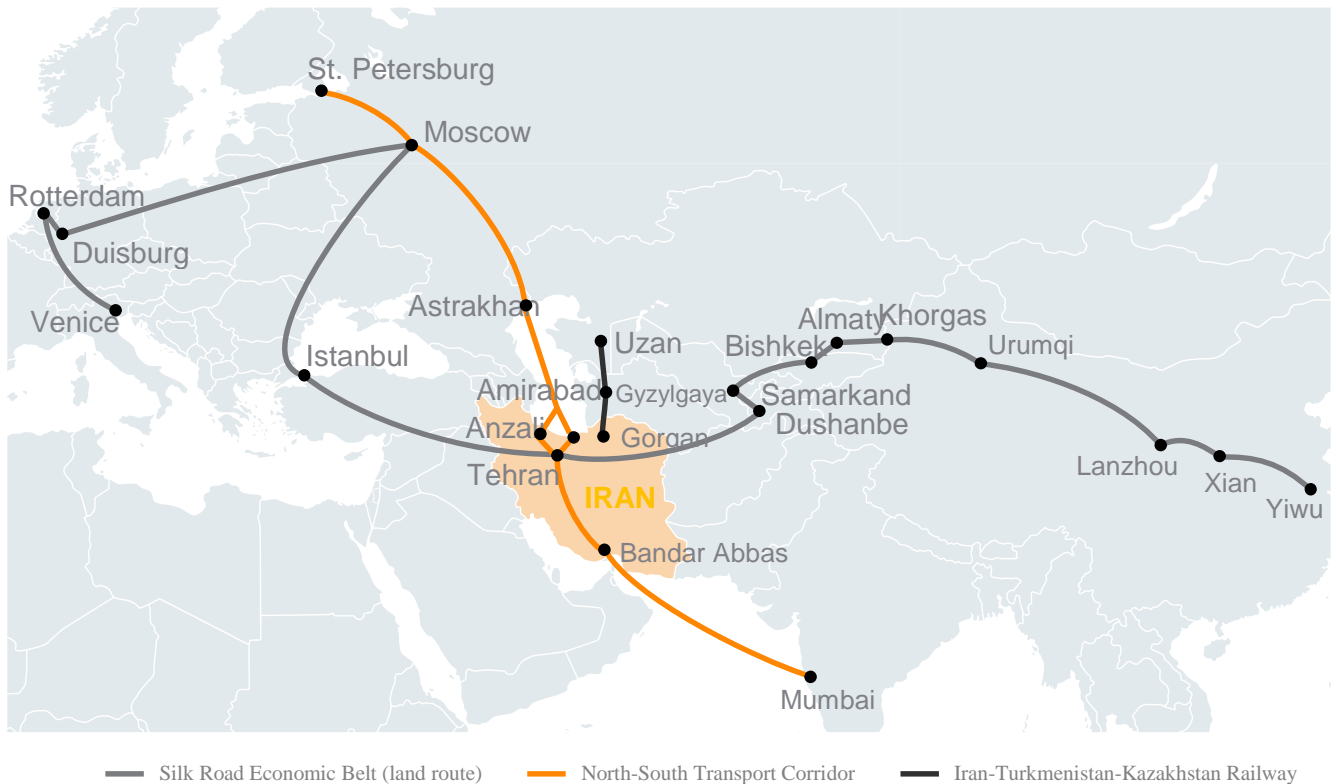 St. Petersburg
Moscow
Rotterdam
Duisburg
Venice
Astrakhan
Istanbul
Uzan
Almaty
Khorgas
Bishkek
Urumqi
Amirabad
Gyzylgaya
Samarkand
Dushanbe
Anzali
Gorgan
Tehran
Lanzhou
Xian
Yiwu
IRAN
Bandar Abbas
Mumbai
Silk Road Economic Belt (land route)
North-South Transport Corridor
Iran-Turkmenistan-Kazakhstan Railway